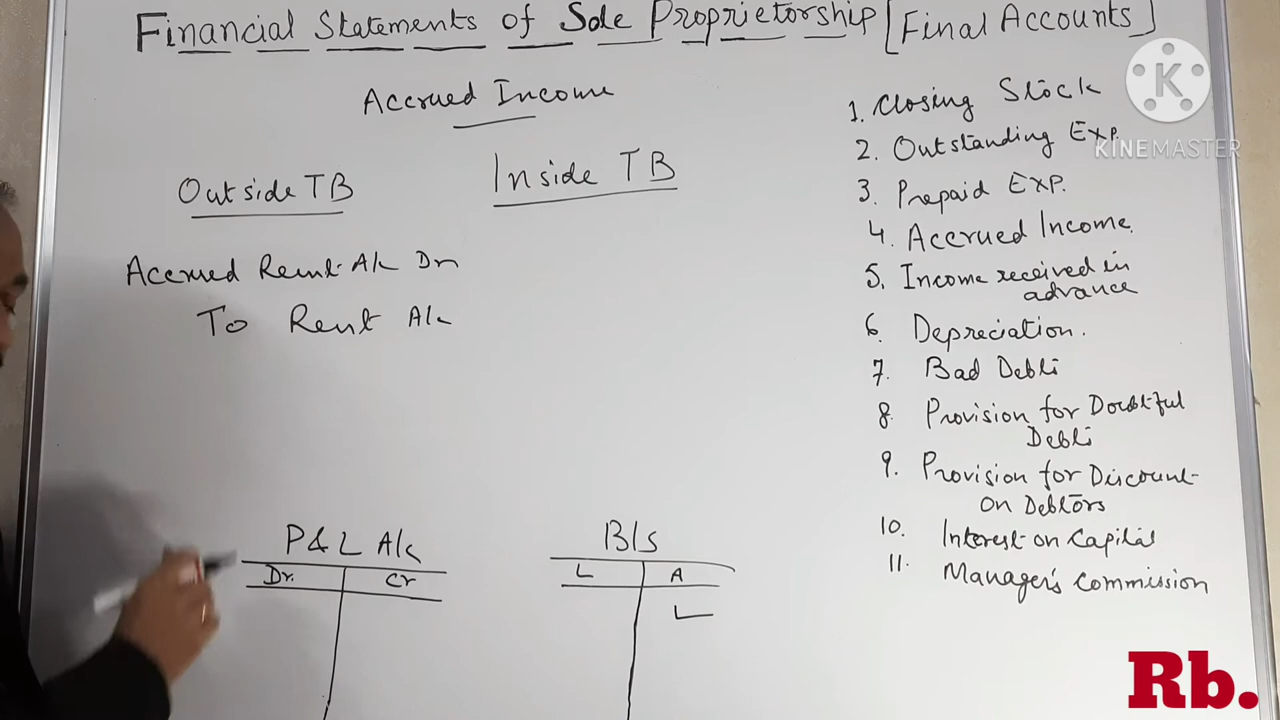 Financial Statements of Sole Proprietorship [Final Accounts]
Accrued Income
Outside TB
Inside TB
Accrued Rent A/c Dr
To Rent A/c
P & L A/c
Dr. Cr
B/s
L A
1. Closing Stock
2. Outstanding Exp.
3. Prepaid Exp.
4. Accrued Income.
5. Income received in
advance
6. Depreciation.
7. Bad Debts
8. Provision for Doubtful
Debts
9. Provision for Discount
On Debtors
10. Interest on Capital
11. Manager's Commission
K
KINEMASTER
Rb.